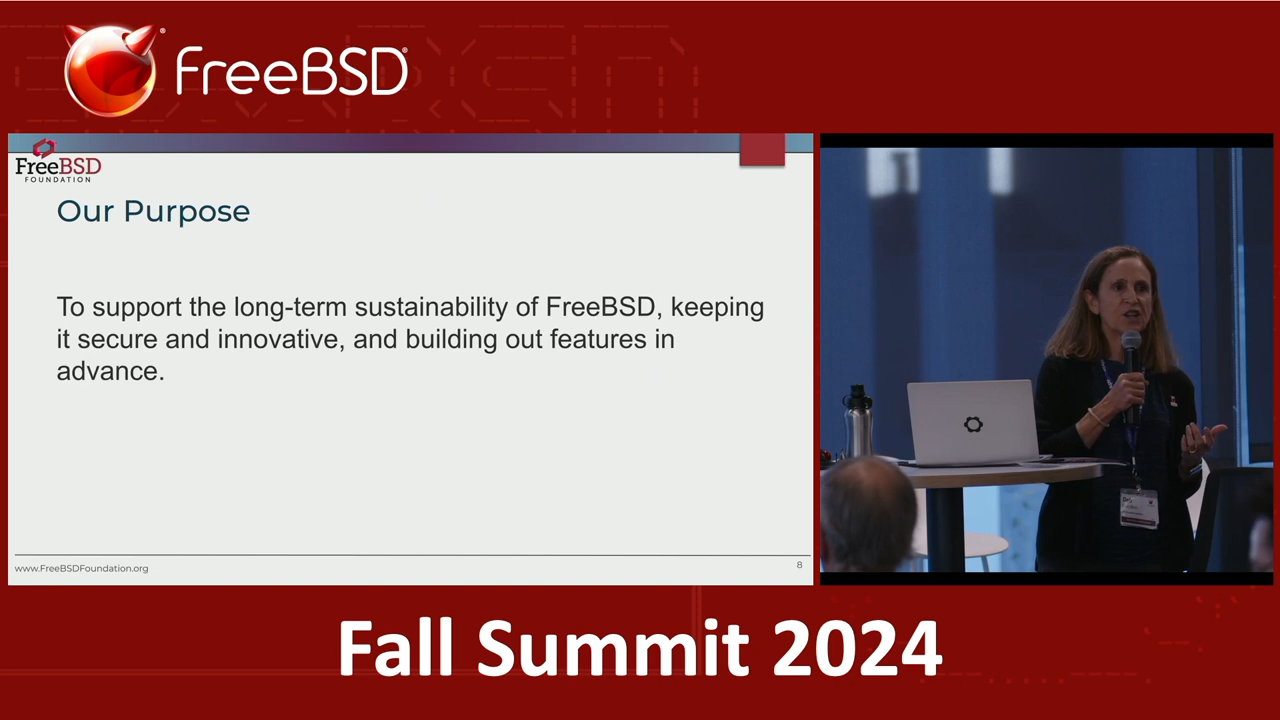 FreeBSD
FreeBSD
FOUNDATION
Our Purpose
To support the long-term sustainability of FreeBSD, keeping
it secure and innovative, and building out features in
advance.
www.FreeBSDFoundation.org
8
Fall Summit 2024